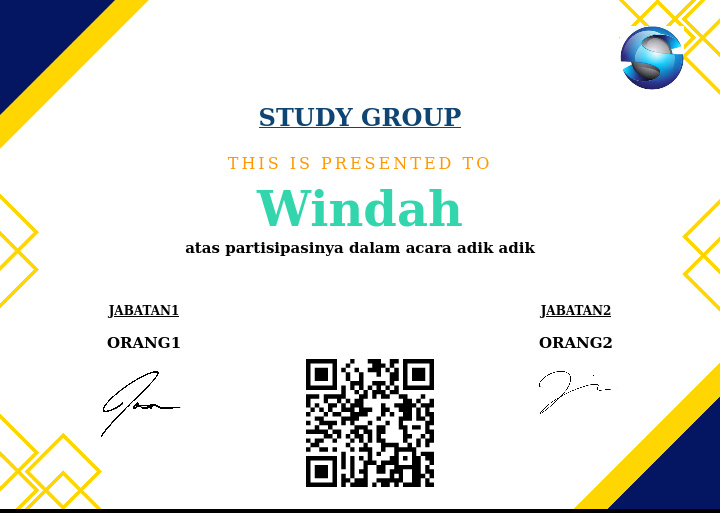 STUDY GROUP
THIS IS PRESENTED TO
Windah
atas partisipasinya dalam acara adik adik
JABATAN1
JABATAN2
ORANG1
ORANG2